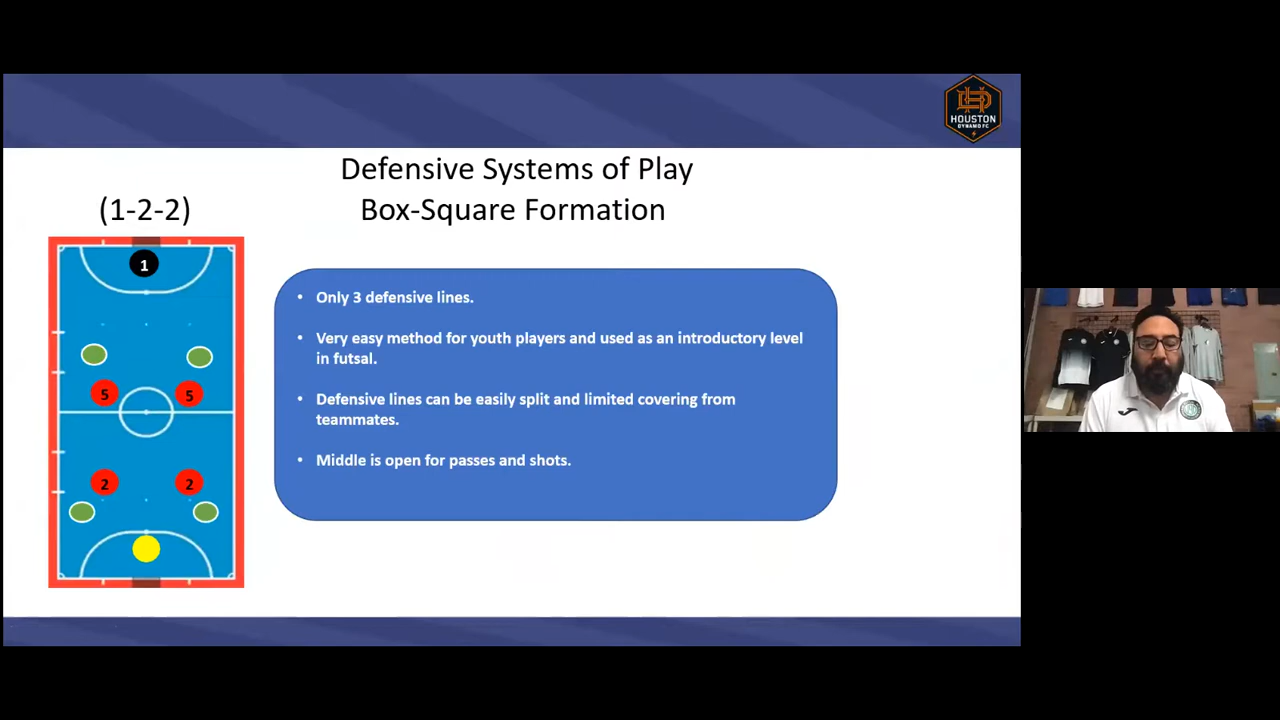 HOUSTON
DYNAMO FC
Defensive Systems of Play
(1-2-2)
Box-Square Formation
1
5
5
2
2
• Only 3 defensive lines.
• Very easy method for youth players and used as an introductory level
in futsal.
• Defensive lines can be easily split and limited covering from
teammates.
• Middle is open for passes and shots.